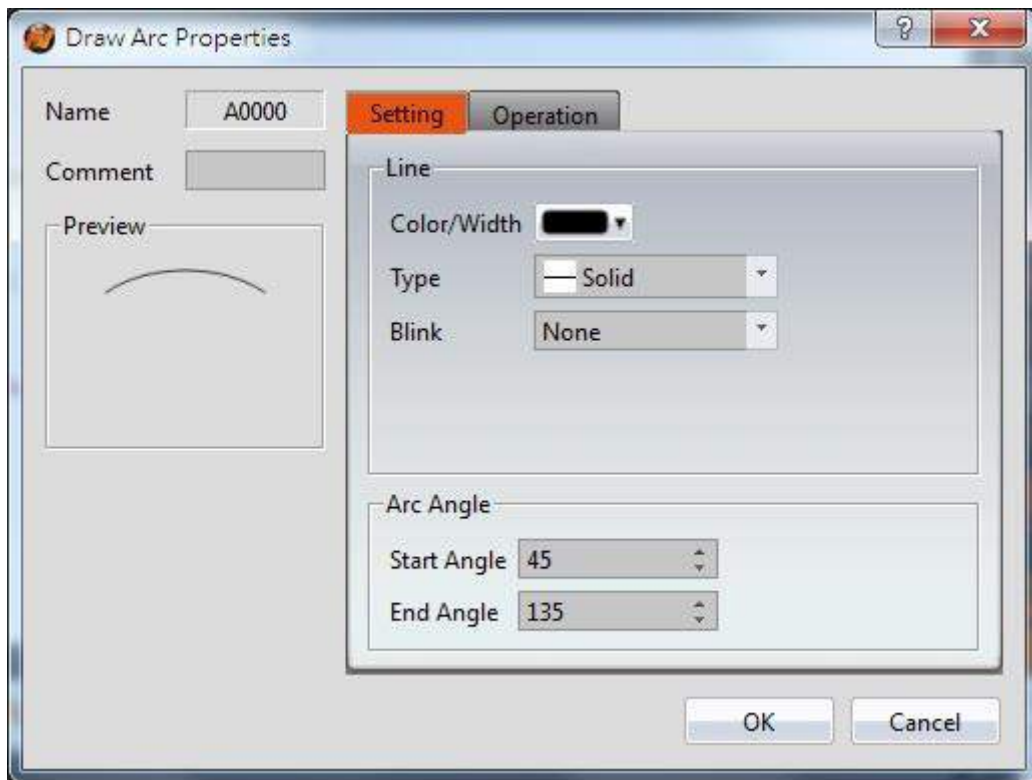 Draw Arc Properties
Name A0000
Comment
Preview
Setting Operation
Line
Color/Width
Type Solid
Blink None
Arc Angle
Start Angle 45
End Angle 135
OK Cancel